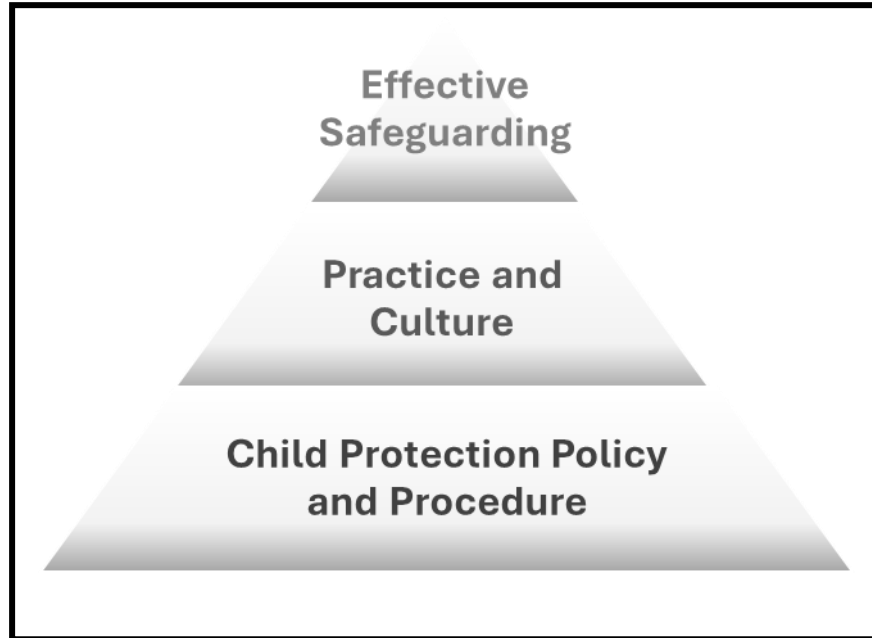 Effective
Safeguarding
Practice and
Culture
Child Protection Policy
and Procedure